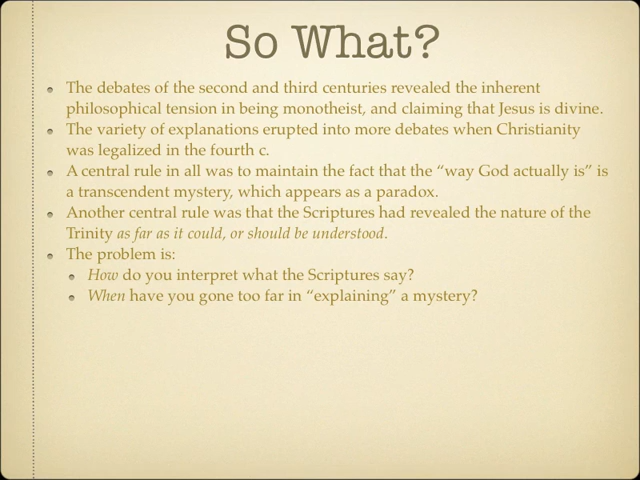 So What?
The debates of the second and third centuries revealed the inherent
philosophical tension in being monotheist, and claiming that Jesus is divine.
The variety of explanations erupted into more debates when Christianity
was legalized in the fourth c.
A central rule in all was to maintain the fact that the “way God actually is” is
a transcendent mystery, which appears as a paradox.
Another central rule was that the Scriptures had revealed the nature of the
Trinity as far as it could, or should be understood.
The problem is:
How do you interpret what the Scriptures say?
When have you gone too far in “explaining” a mystery?